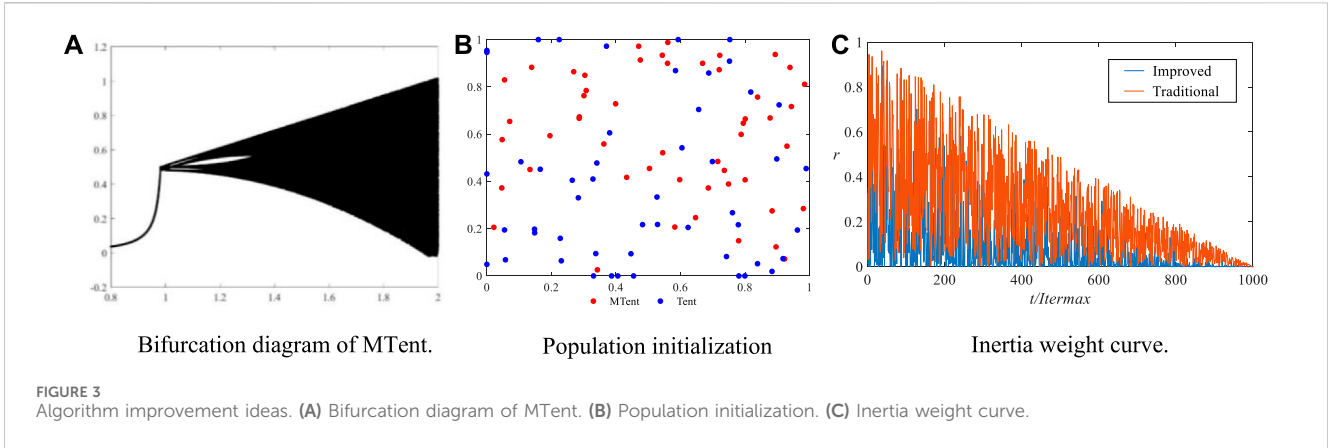 A
1.2
1
0.8
0.6
0.4
0.2
0
-0.2
0.8
1
1.2
1.4
1.6
1.8
2
Bifurcation diagram of MTent.
B
1
0.8
0.6
0.4
0.2
0
0
0.2
0.4
0.6
0.8
1
MTent
Tent
Population initialization
C
1
0.8
0.6
r
0.4
0.2
0
0
200
400
600
800
1000
t/Itermax
Improved
Traditional
Inertia weight curve.
FIGURE 3
Algorithm improvement ideas. (A) Bifurcation diagram of MTent. (B) Population initialization. (C) Inertia weight curve.